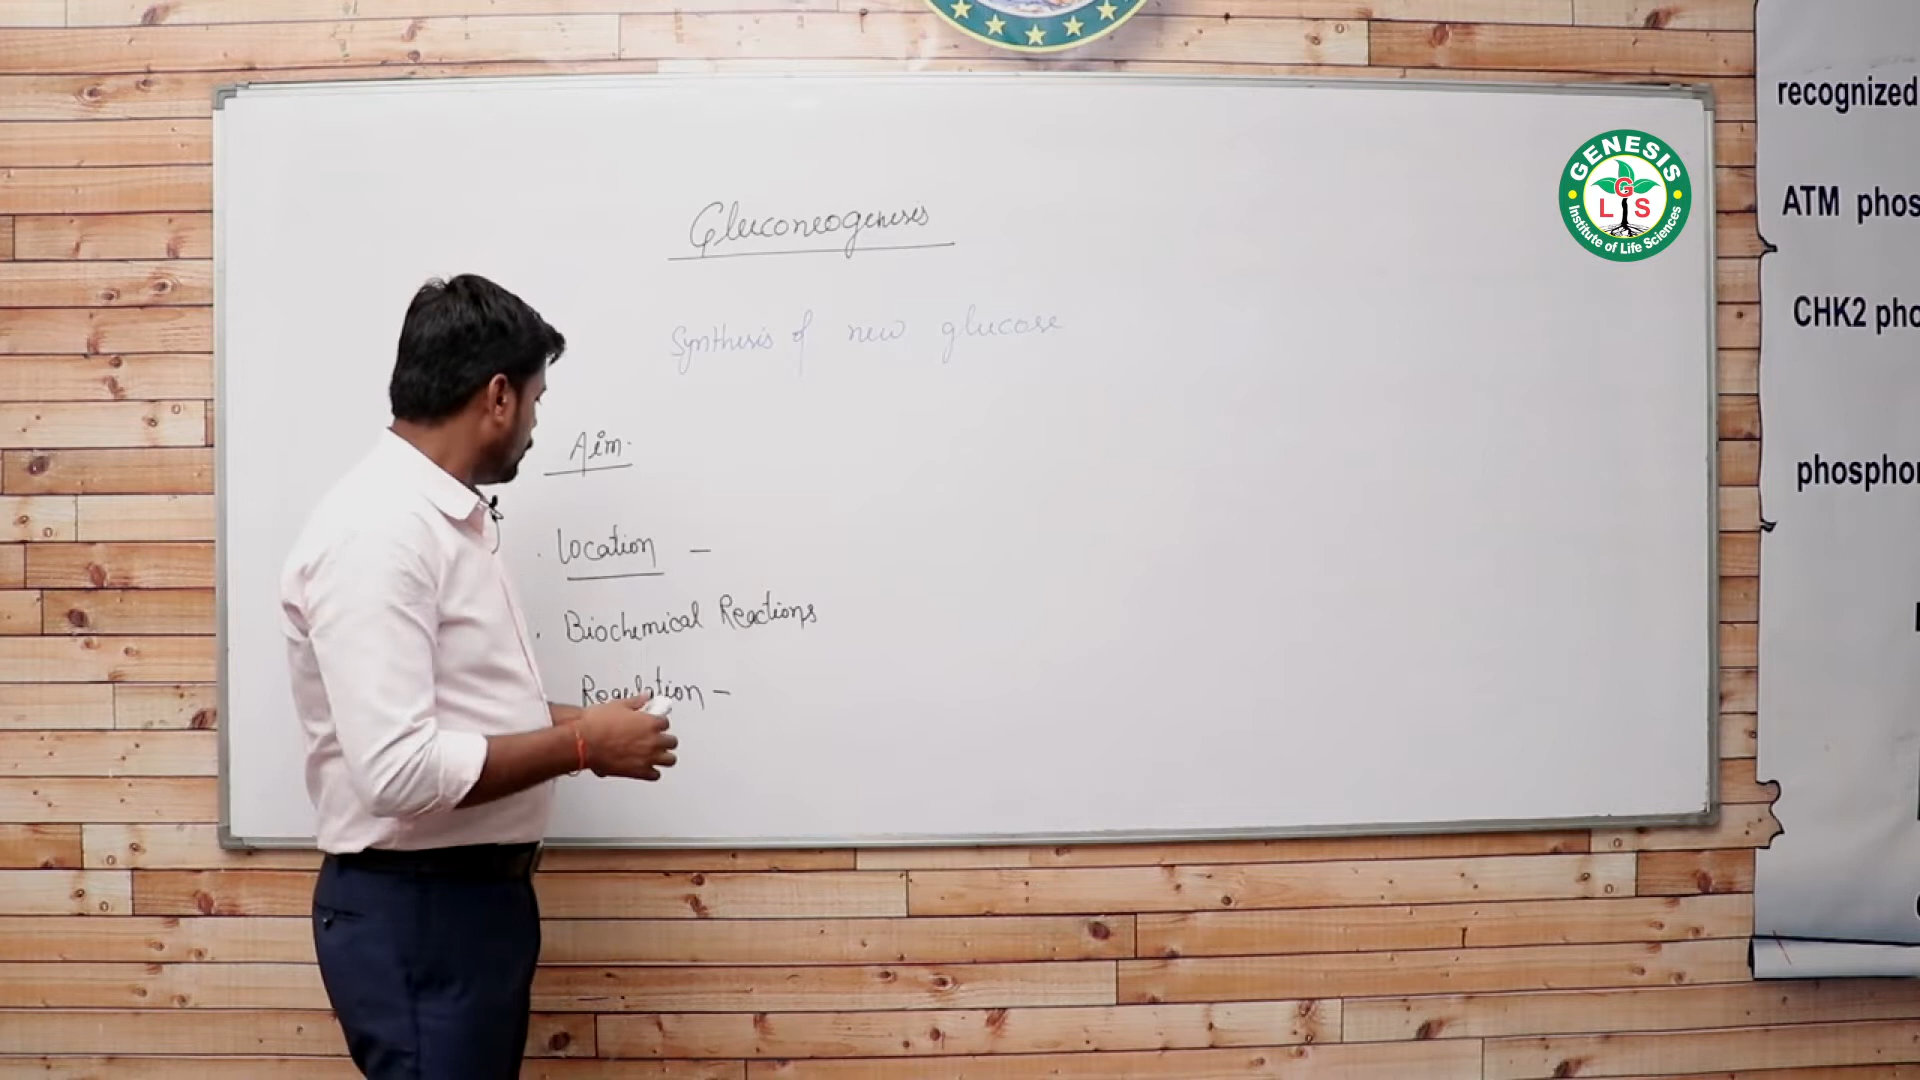 Gluconeogenesis
Synthesis of new glucose
Aim.
. Location –
. Biochemical Reactions
Regulation –
GENESIS
LGS
Institute of Life Sciences
recognized
ATM phos
CHK2 pho
phosphor